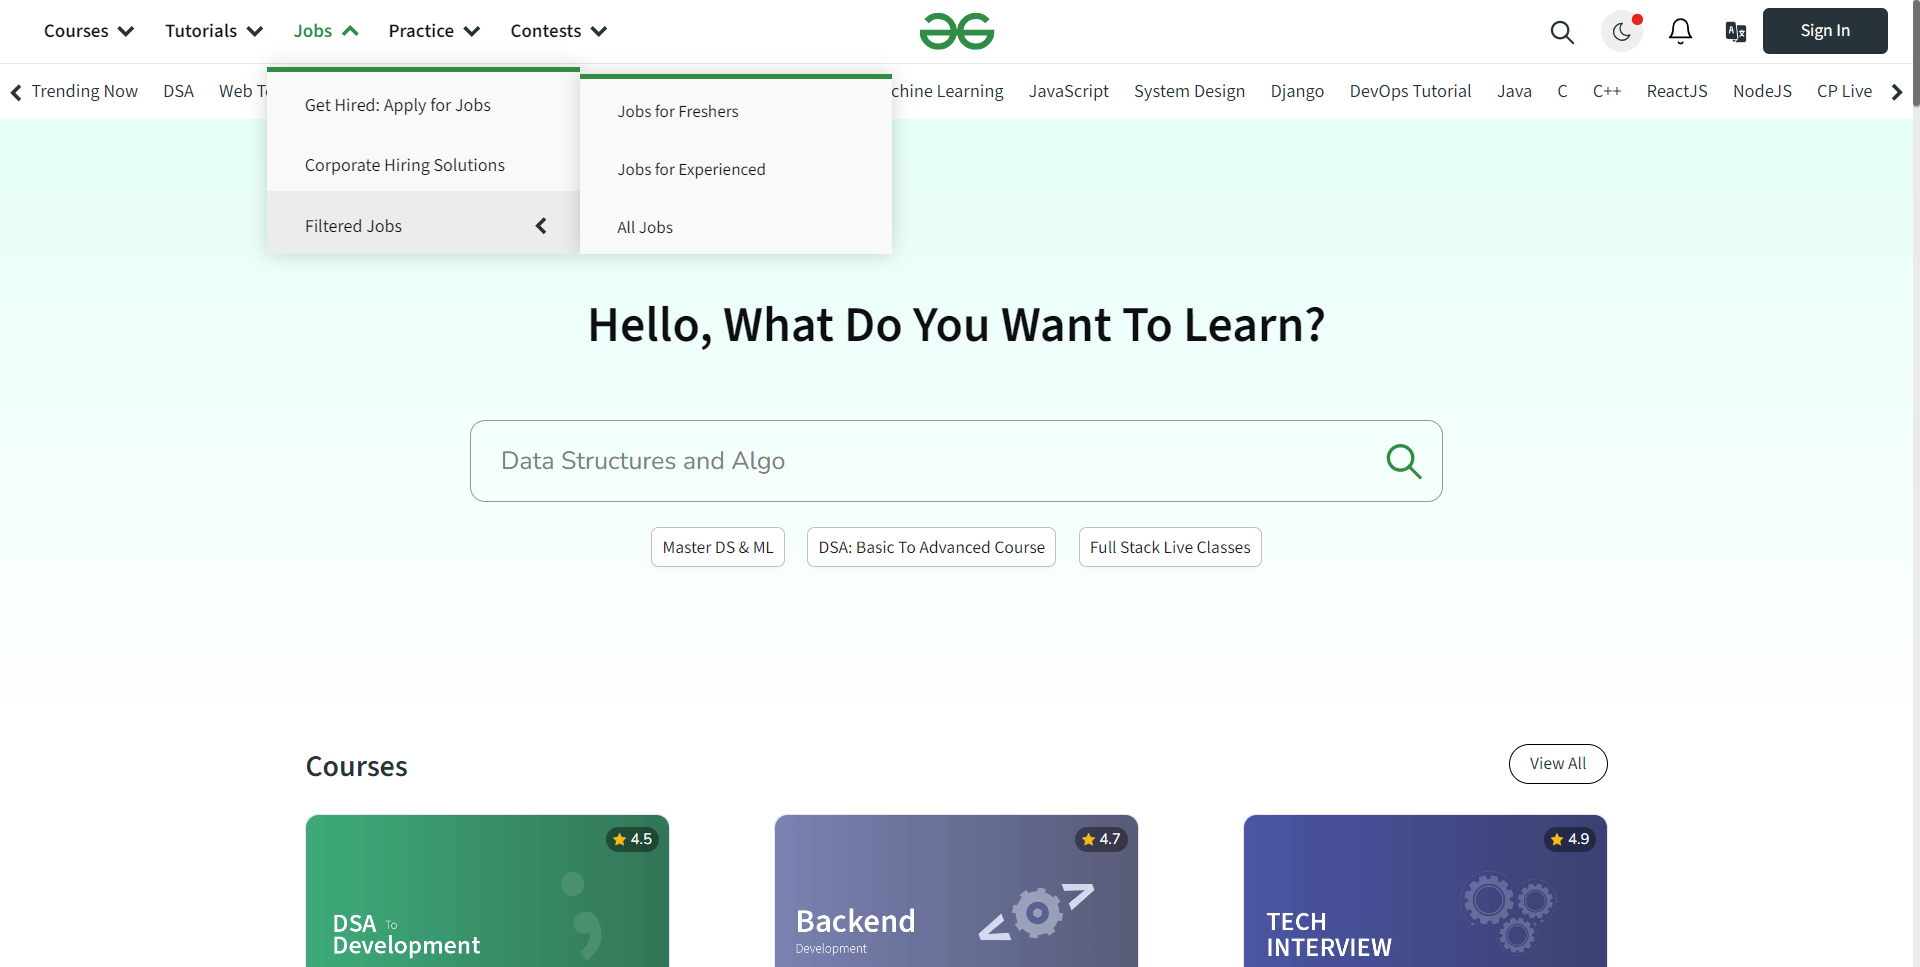 Courses Tutorials Jobs Practice Contests Sign In
Trending Now DSA Web Te chine Learning JavaScript System Design Django DevOps Tutorial Java C C++ ReactJS NodeJS CP Live
Get Hired: Apply for Jobs
Corporate Hiring Solutions
Filtered Jobs
Jobs for Freshers
Jobs for Experienced
All Jobs
Hello, What Do You Want To Learn?
Data Structures and Algo
Master DS & ML DSA: Basic To Advanced Course Full Stack Live Classes
Courses View All
4.5
DSA To
Development
4.7
Backend
Development
4.9
TECH
INTERVIEW